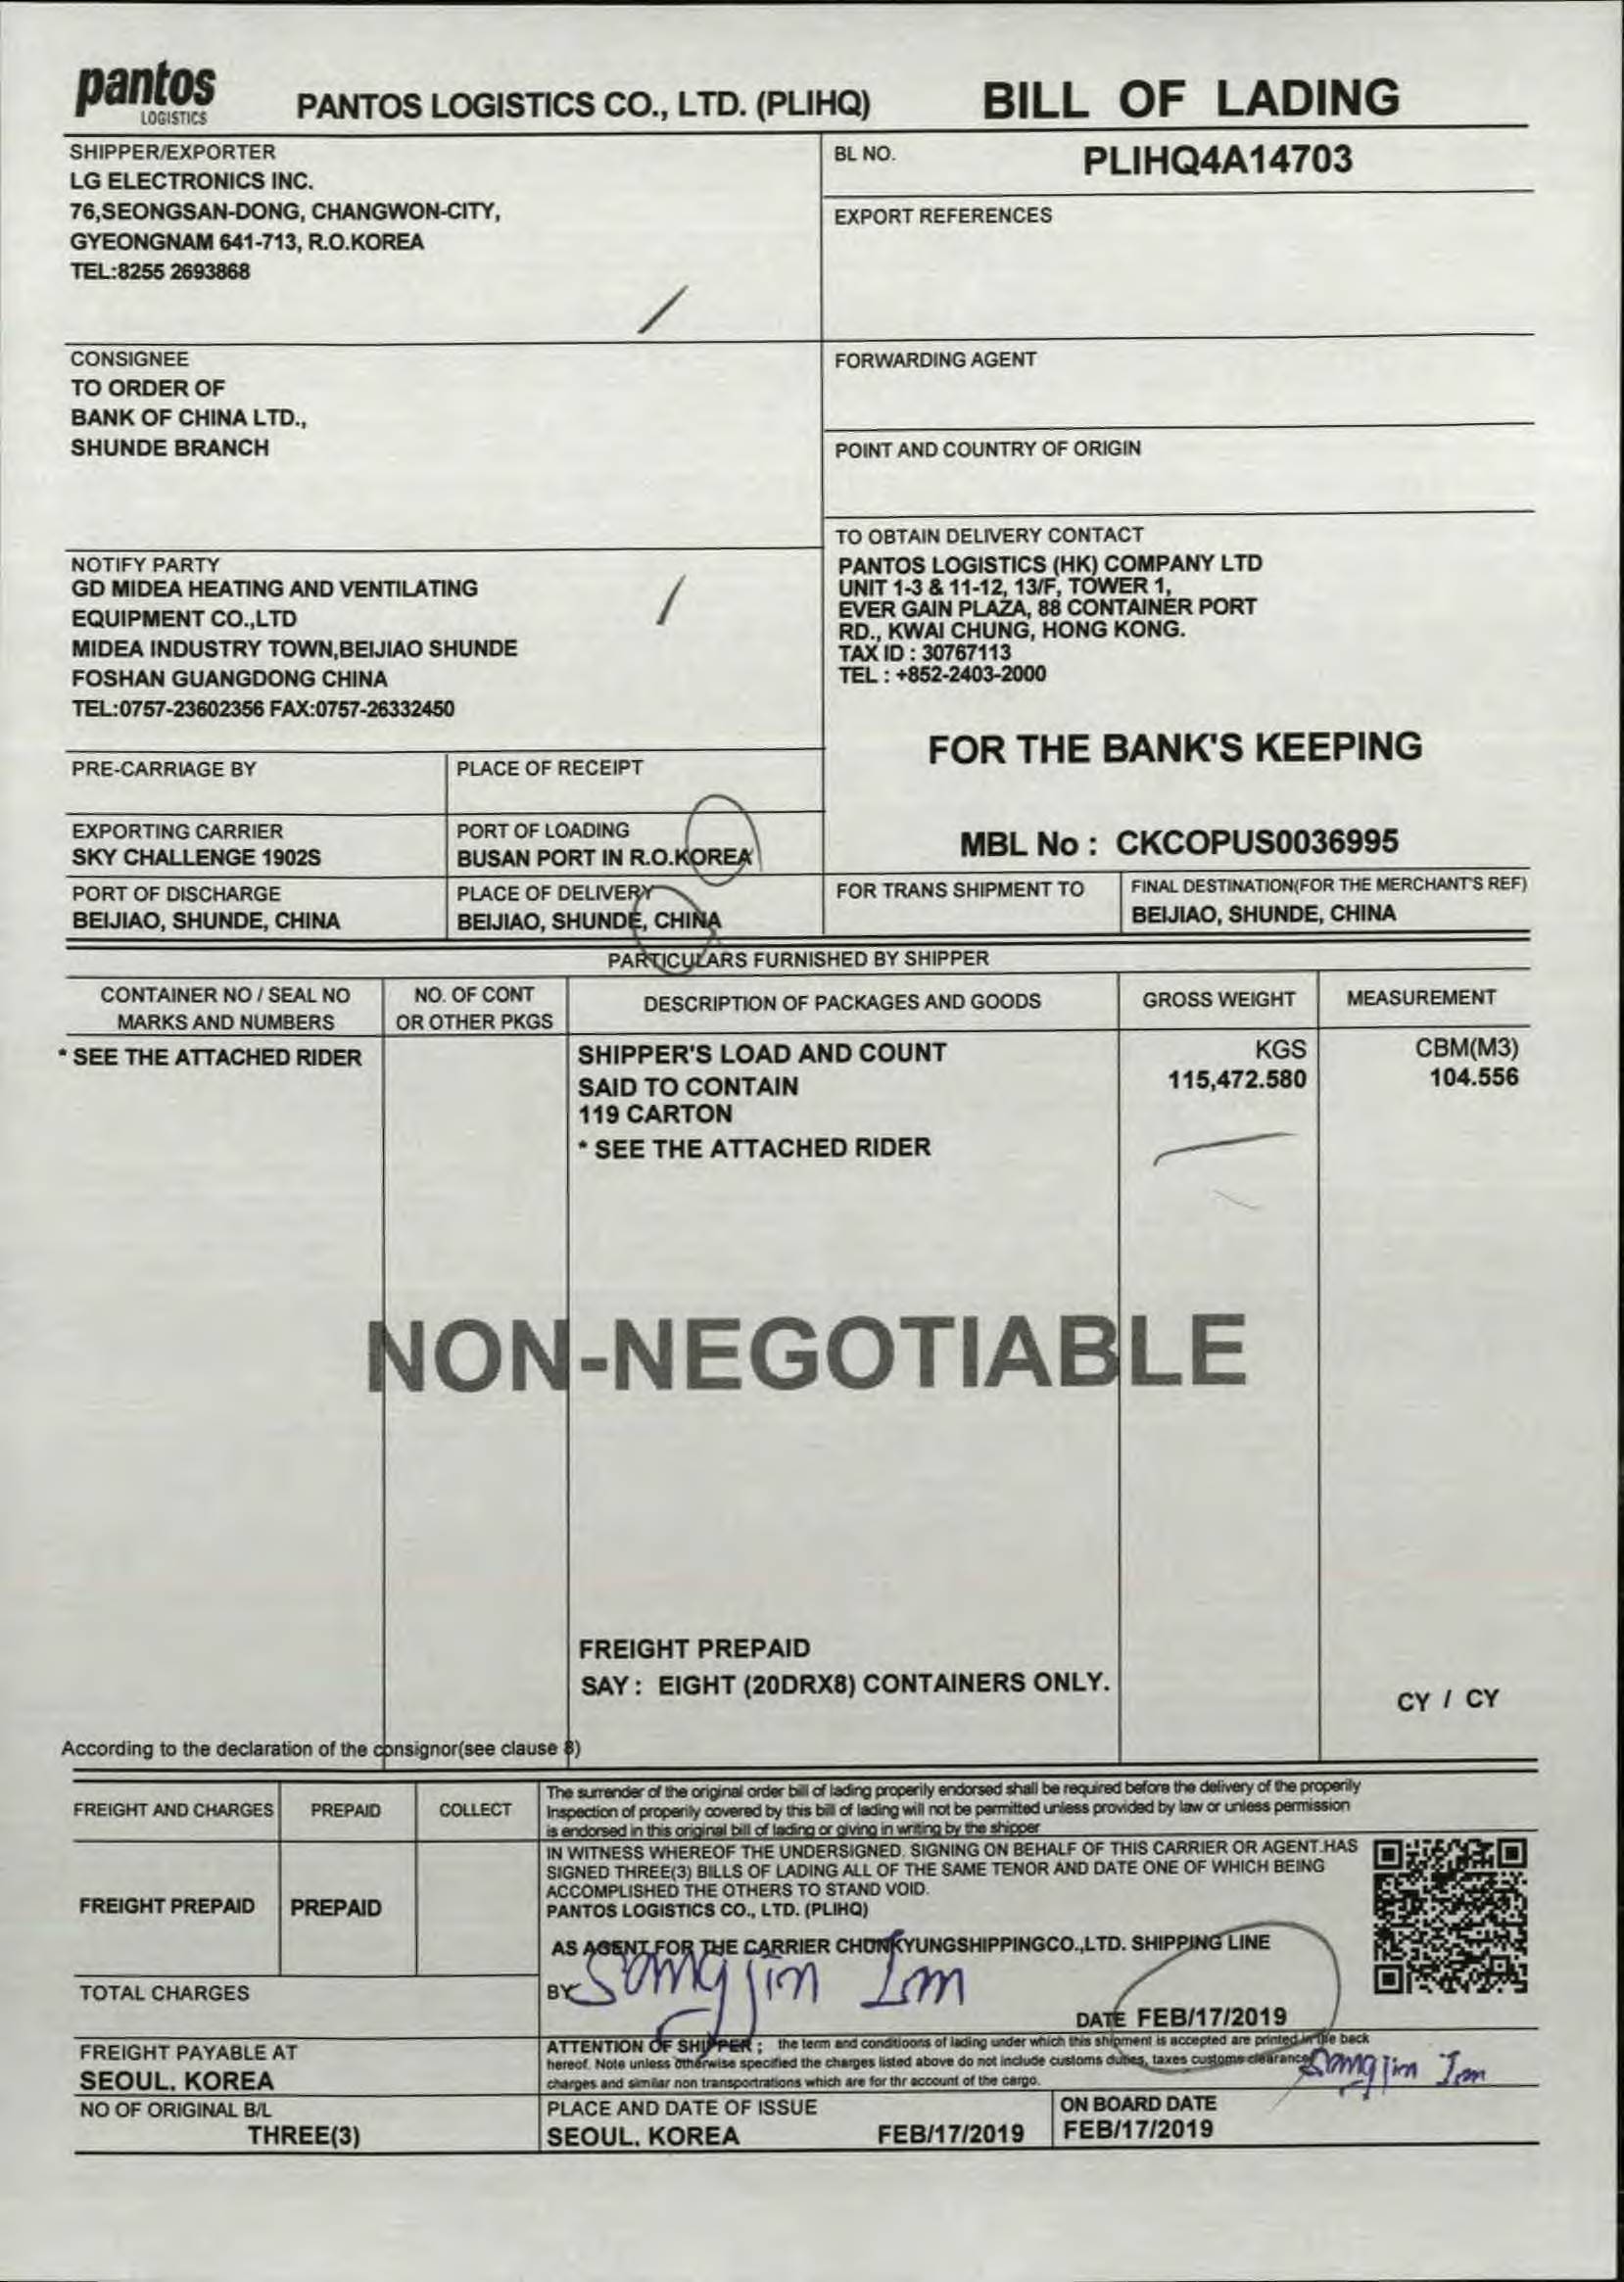 pantos
LOGISTICS
PANTOS LOGISTICS CO., LTD. (PLIHQ)
BILL OF LADING
SHIPPER/EXPORTER
LG ELECTRONICS INC.
76,SEONGSAN-DONG, CHANGWON-CITY,
GYEONGNAM 641-713, R.O.KOREA
TEL:8255 2693868
BL NO.
PLIHQ4A14703
EXPORT REFERENCES
CONSIGNEE
TO ORDER OF
BANK OF CHINA LTD.,
SHUNDE BRANCH
FORWARDING AGENT
POINT AND COUNTRY OF ORIGIN
NOTIFY PARTY
GD MIDEA HEATING AND VENTILATING
EQUIPMENT CO.,LTD
MIDEA INDUSTRY TOWN,BEIJIAO SHUNDE
FOSHAN GUANGDONG CHINA
TEL:0757-23602356 FAX:0757-26332450
TO OBTAIN DELIVERY CONTACT
PANTOS LOGISTICS (HK) COMPANY LTD
UNIT 1-3 & 11-12, 13/F, TOWER 1,
EVER GAIN PLAZA, 88 CONTAINER PORT
RD., KWAI CHUNG, HONG KONG.
TAX ID : 30767113
TEL : +852-2403-2000
FOR THE BANK'S KEEPING
MBL No : CKCOPUS0036995
PRE-CARRIAGE BY
PLACE OF RECEIPT
EXPORTING CARRIER
SKY CHALLENGE 1902S
PORT OF LOADING
BUSAN PORT IN R.O.KOREA
PORT OF DISCHARGE
BEIJIAO, SHUNDE, CHINA
PLACE OF DELIVERY
BEIJIAO, SHUNDE, CHINA
FOR TRANS SHIPMENT TO
FINAL DESTINATION(FOR THE MERCHANT'S REF)
BEIJIAO, SHUNDE, CHINA
PARTICULARS FURNISHED BY SHIPPER
CONTAINER NO / SEAL NO
MARKS AND NUMBERS
NO. OF CONT
OR OTHER PKGS
DESCRIPTION OF PACKAGES AND GOODS
GROSS WEIGHT
MEASUREMENT
* SEE THE ATTACHED RIDER
SHIPPER'S LOAD AND COUNT
SAID TO CONTAIN
119 CARTON
* SEE THE ATTACHED RIDER
KGS
115,472.580
CBM(M3)
104.556
NON-NEGOTIABLE
FREIGHT PREPAID
SAY : EIGHT (20DRX8) CONTAINERS ONLY.
CY / CY
According to the declaration of the consignor(see clause 8)
FREIGHT AND CHARGES
PREPAID
COLLECT
The surrender of the original order bill of lading properily endorsed shall be required before the delivery of the properily
Inspection of properily covered by this bill of lading will not be permitted unless provided by law or unless permission
is endorsed in this original bill of lading or giving in writing by the shipper
FREIGHT PREPAID
PREPAID
IN WITNESS WHEREOF THE UNDERSIGNED. SIGNING ON BEHALF OF THIS CARRIER OR AGENT.HAS
SIGNED THREE(3) BILLS OF LADING ALL OF THE SAME TENOR AND DATE ONE OF WHICH BEING
ACCOMPLISHED THE OTHERS TO STAND VOID.
PANTOS LOGISTICS CO., LTD. (PLIHQ)
AS AGENT FOR THE CARRIER CHUNKYUNGSHIPPINGCO.,LTD. SHIPPING LINE
BY Sangjin Im
DATE FEB/17/2019
TOTAL CHARGES
FREIGHT PAYABLE AT
SEOUL. KOREA
ATTENTION OF SHIPPER ; the term and conditioons of lading under which this shipment is accepted are printed in the back
hereof. Note unless otherwise specified the charges listed above do not include customs duties, taxes customs clearance
charges and similar non transportrations which are for thr account of the cargo.
Sangjin Im
NO OF ORIGINAL B/L
THREE(3)
PLACE AND DATE OF ISSUE
SEOUL. KOREA FEB/17/2019
ON BOARD DATE
FEB/17/2019